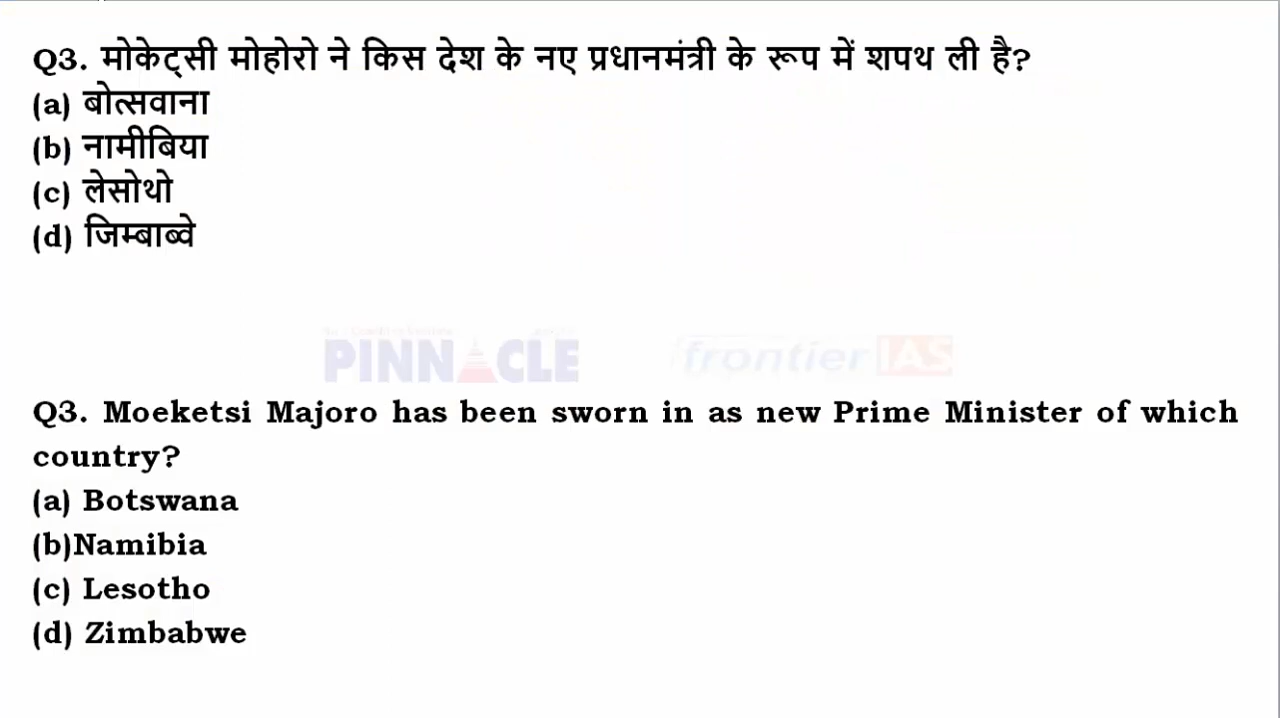 Q3. मोकेट्सी मोहोरो ने किस देश के नए प्रधानमंत्री के रूप में शपथ ली है?
(a) बोत्सवाना
(b) नामीबिया
(c) लेसोथो
(d) जिम्बाब्वे
PINNACLE frontier IAS
Q3. Moeketsi Majoro has been sworn in as new Prime Minister of which
country?
(a) Botswana
(b)Namibia
(c) Lesotho
(d) Zimbabwe